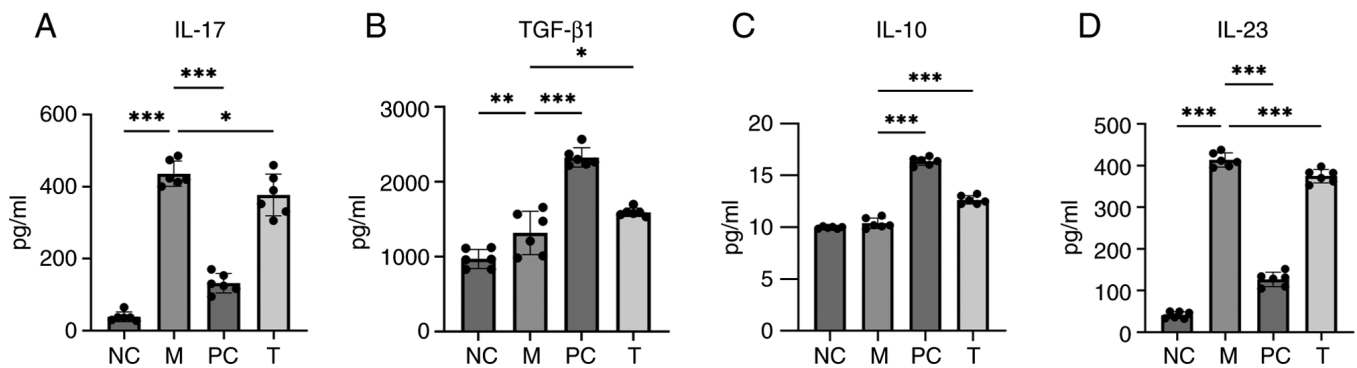 A IL-17
***
*** *
600
400
200
0
pg/ml
NC M PC T
B TGF-β1
*
** ***
3000
2000
1000
0
pg/ml
NC M PC T
C IL-10
***
***
20
15
10
5
0
pg/ml
NC M PC T
D IL-23
***
*** ***
500
400
300
200
100
0
pg/ml
NC M PC T